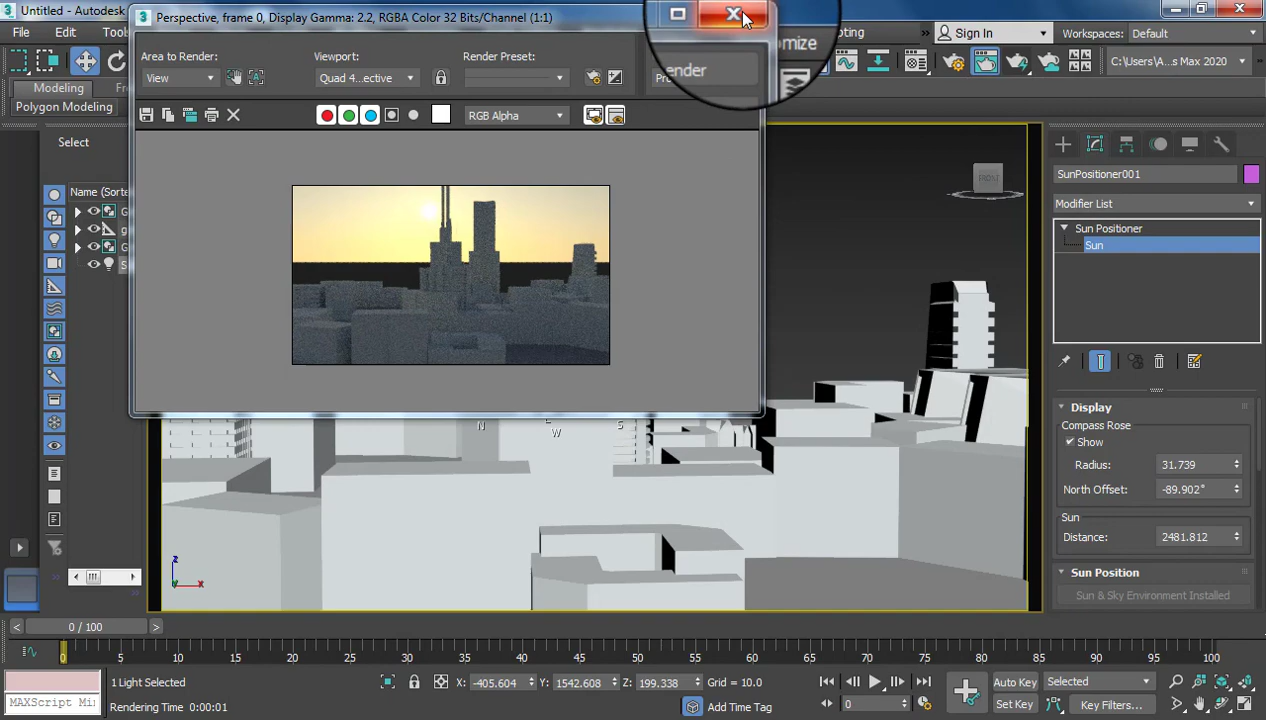 Untitled - Autodesk
Perspective, frame 0, Display Gamma: 2.2, RGBA Color 32 Bits/Channel (1:1)
File
Edit
Sign In
Workspaces:
Default
Area to Render:
Viewport:
Render Preset:
View
Quad 4...ective
C:\Users\A...s Max 2020
Modeling
Polygon Modeling
RGB Alpha
Select
Name (Sorte
FRONT
SunPositioner001
Modifier List
Sun Positioner
Sun
Display
Compass Rose
Show
Radius:
31.739
North Offset:
-89.902°
Sun
Distance:
2481.812
Sun Position
Sun & Sky Environment Installed
N
W
S
z
x
0 / 100
0
5
10
15
20
25
30
35
40
45
50
55
60
65
70
75
80
85
90
95
100
1 Light Selected
X: -405.604
Y: 1542.608
Z: 199.338
Grid = 10.0
Auto Key
Selected
MAXScript Mi
Rendering Time 0:00:01
Add Time Tag
0
Set Key
Key Filters...